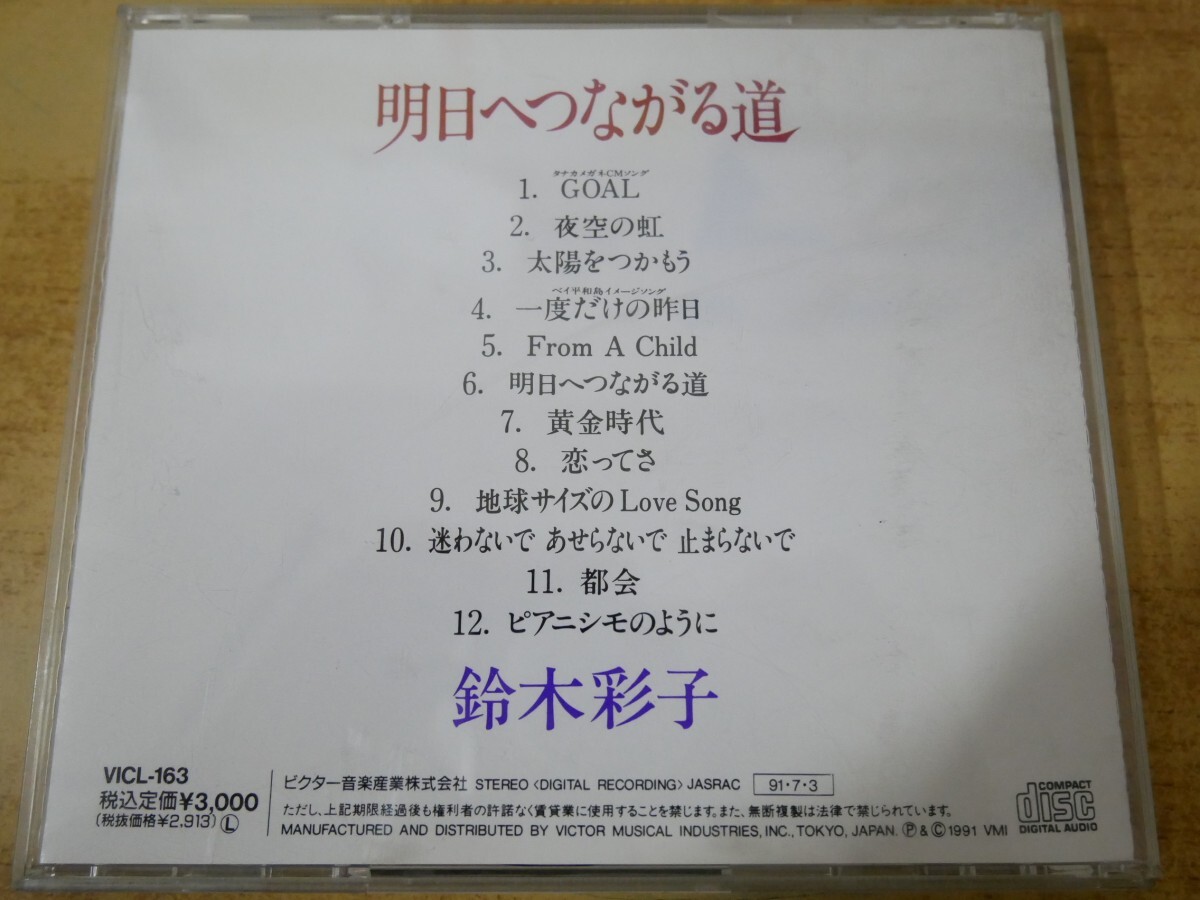 明日へつながる道
タナカメガネCMソング
1. GOAL
2. 夜空の虹
3. 太陽をつかもう
ベイ平和島イメージソング
4. 一度だけの昨日
5. From A Child
6. 明日へつながる道
7. 黄金時代
8. 恋ってさ
9. 地球サイズのLove Song
10. 迷わないで あせらないで 止まらないで
11. 都会
12. ピアニシモのように
鈴木彩子
VICL-163
税込定価¥3,000
(税抜価格¥2,913) Ⓛ
ビクター音楽産業株式会社 STEREO〈DIGITAL RECORDING〉JASRAC 91・7・3
ただし、上記期限経過後も権利者の許諾なく賃貸業に使用することを禁じます。また、無断複製は法律で禁じられています。
MANUFACTURED AND DISTRIBUTED BY VICTOR MUSICAL INDUSTRIES, INC., TOKYO, JAPAN. Ⓟ & © 1991 VMI
COMPACT
disc
DIGITAL AUDIO